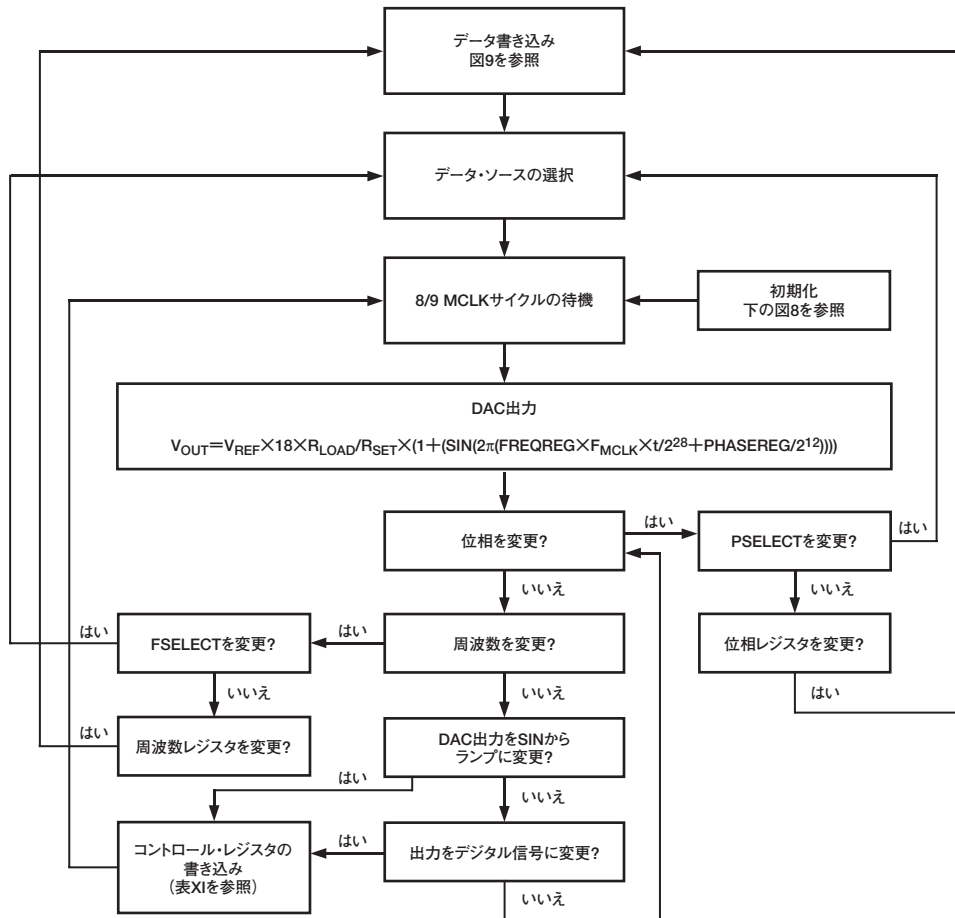 データ書き込み
図9を参照
データ・ソースの選択
8/9 MCLKサイクルの待機
初期化
下の図8を参照
DAC出力
VOUT=VREF×18×RLOAD/RSET×(1+(SIN(2π(FREQREG×FMCLK×t/2²⁸+PHASEREG/2¹²))))
位相を変更?
はい
PSELECTを変更?
はい
いいえ
いいえ
はい
FSELECTを変更?
はい
周波数を変更?
位相レジスタを変更?
いいえ
いいえ
はい
はい
周波数レジスタを変更?
DAC出力をSINから
ランプに変更?
はい
いいえ
コントロール・レジスタの
書き込み
(表XIを参照)
はい
出力をデジタル信号に変更?
いいえ